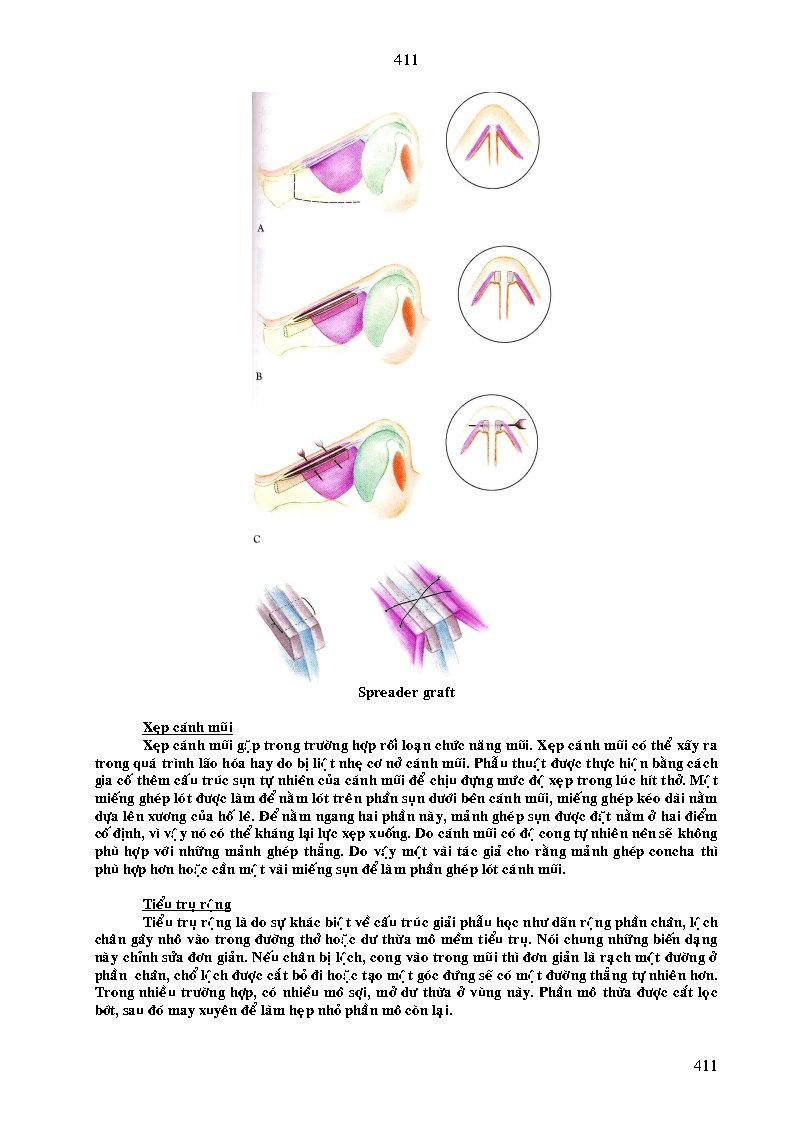 411
A
B
C
Spreader graft
Xẹp cánh mũi
Xẹp cánh mũi gặp trong trường hợp rối loạn chức năng mũi. Xẹp cánh mũi có thể xãy ra
trong quá trình lão hóa hay do bị liệt nhẹ cơ nở cánh mũi. Phẫu thuật được thực hiện bằng cách
gia cố thêm cấu trúc sụn tự nhiên của cánh mũi để chịu đựng mức độ xẹp trong lúc hít thở. Một
miếng ghép lót được làm để nằm lót trên phần sụn dưới bên cánh mũi, miếng ghép kéo dài nằm
dựa lên xương của hố lê. Để nằm ngang hai phần này, mảnh ghép sụn được đặt nằm ở hai điểm
cố định, vì vậy nó có thể kháng lại lực xẹp xuống. Do cánh mũi có độ cong tự nhiên nên sẽ không
phù hợp với những mảnh ghép thẳng. Do vậy một vài tác giả cho rằng mảnh ghép concha thì
phù hợp hơn hoặc cần một vài miếng sụn để làm phần ghép lót cánh mũi.
Tiểu trụ rộng
Tiểu trụ rộng là do sự khác biệt về cấu trúc giải phẫu học như dãn rộng phần chân, lệch
chân gây nhô vào trong đường thở hoặc dư thừa mô mềm tiểu trụ. Nói chung những biến dạng
này chỉnh sửa đơn giản. Nếu chân bị lệch, cong vào trong mũi thì đơn giản là rạch một đường ở
phần chân, chổ lệch được cắt bỏ đi hoặc tạo một góc đứng sẽ có một đường thẳng tự nhiên hơn.
Trong nhiều trường hợp, có nhiều mô sợi, mở dư thừa ở vùng này. Phần mô thừa được cắt lọc
bớt, sau đó may xuyên để làm hẹp nhỏ phần mô còn lại.
411